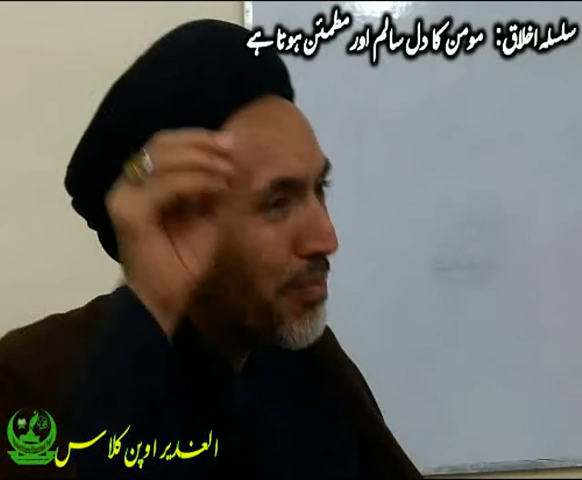 سلسلہ اخلاق: مومن کا دل سالم اور مطمئن ہوتا ہے
الغدیر اوپن کلاس